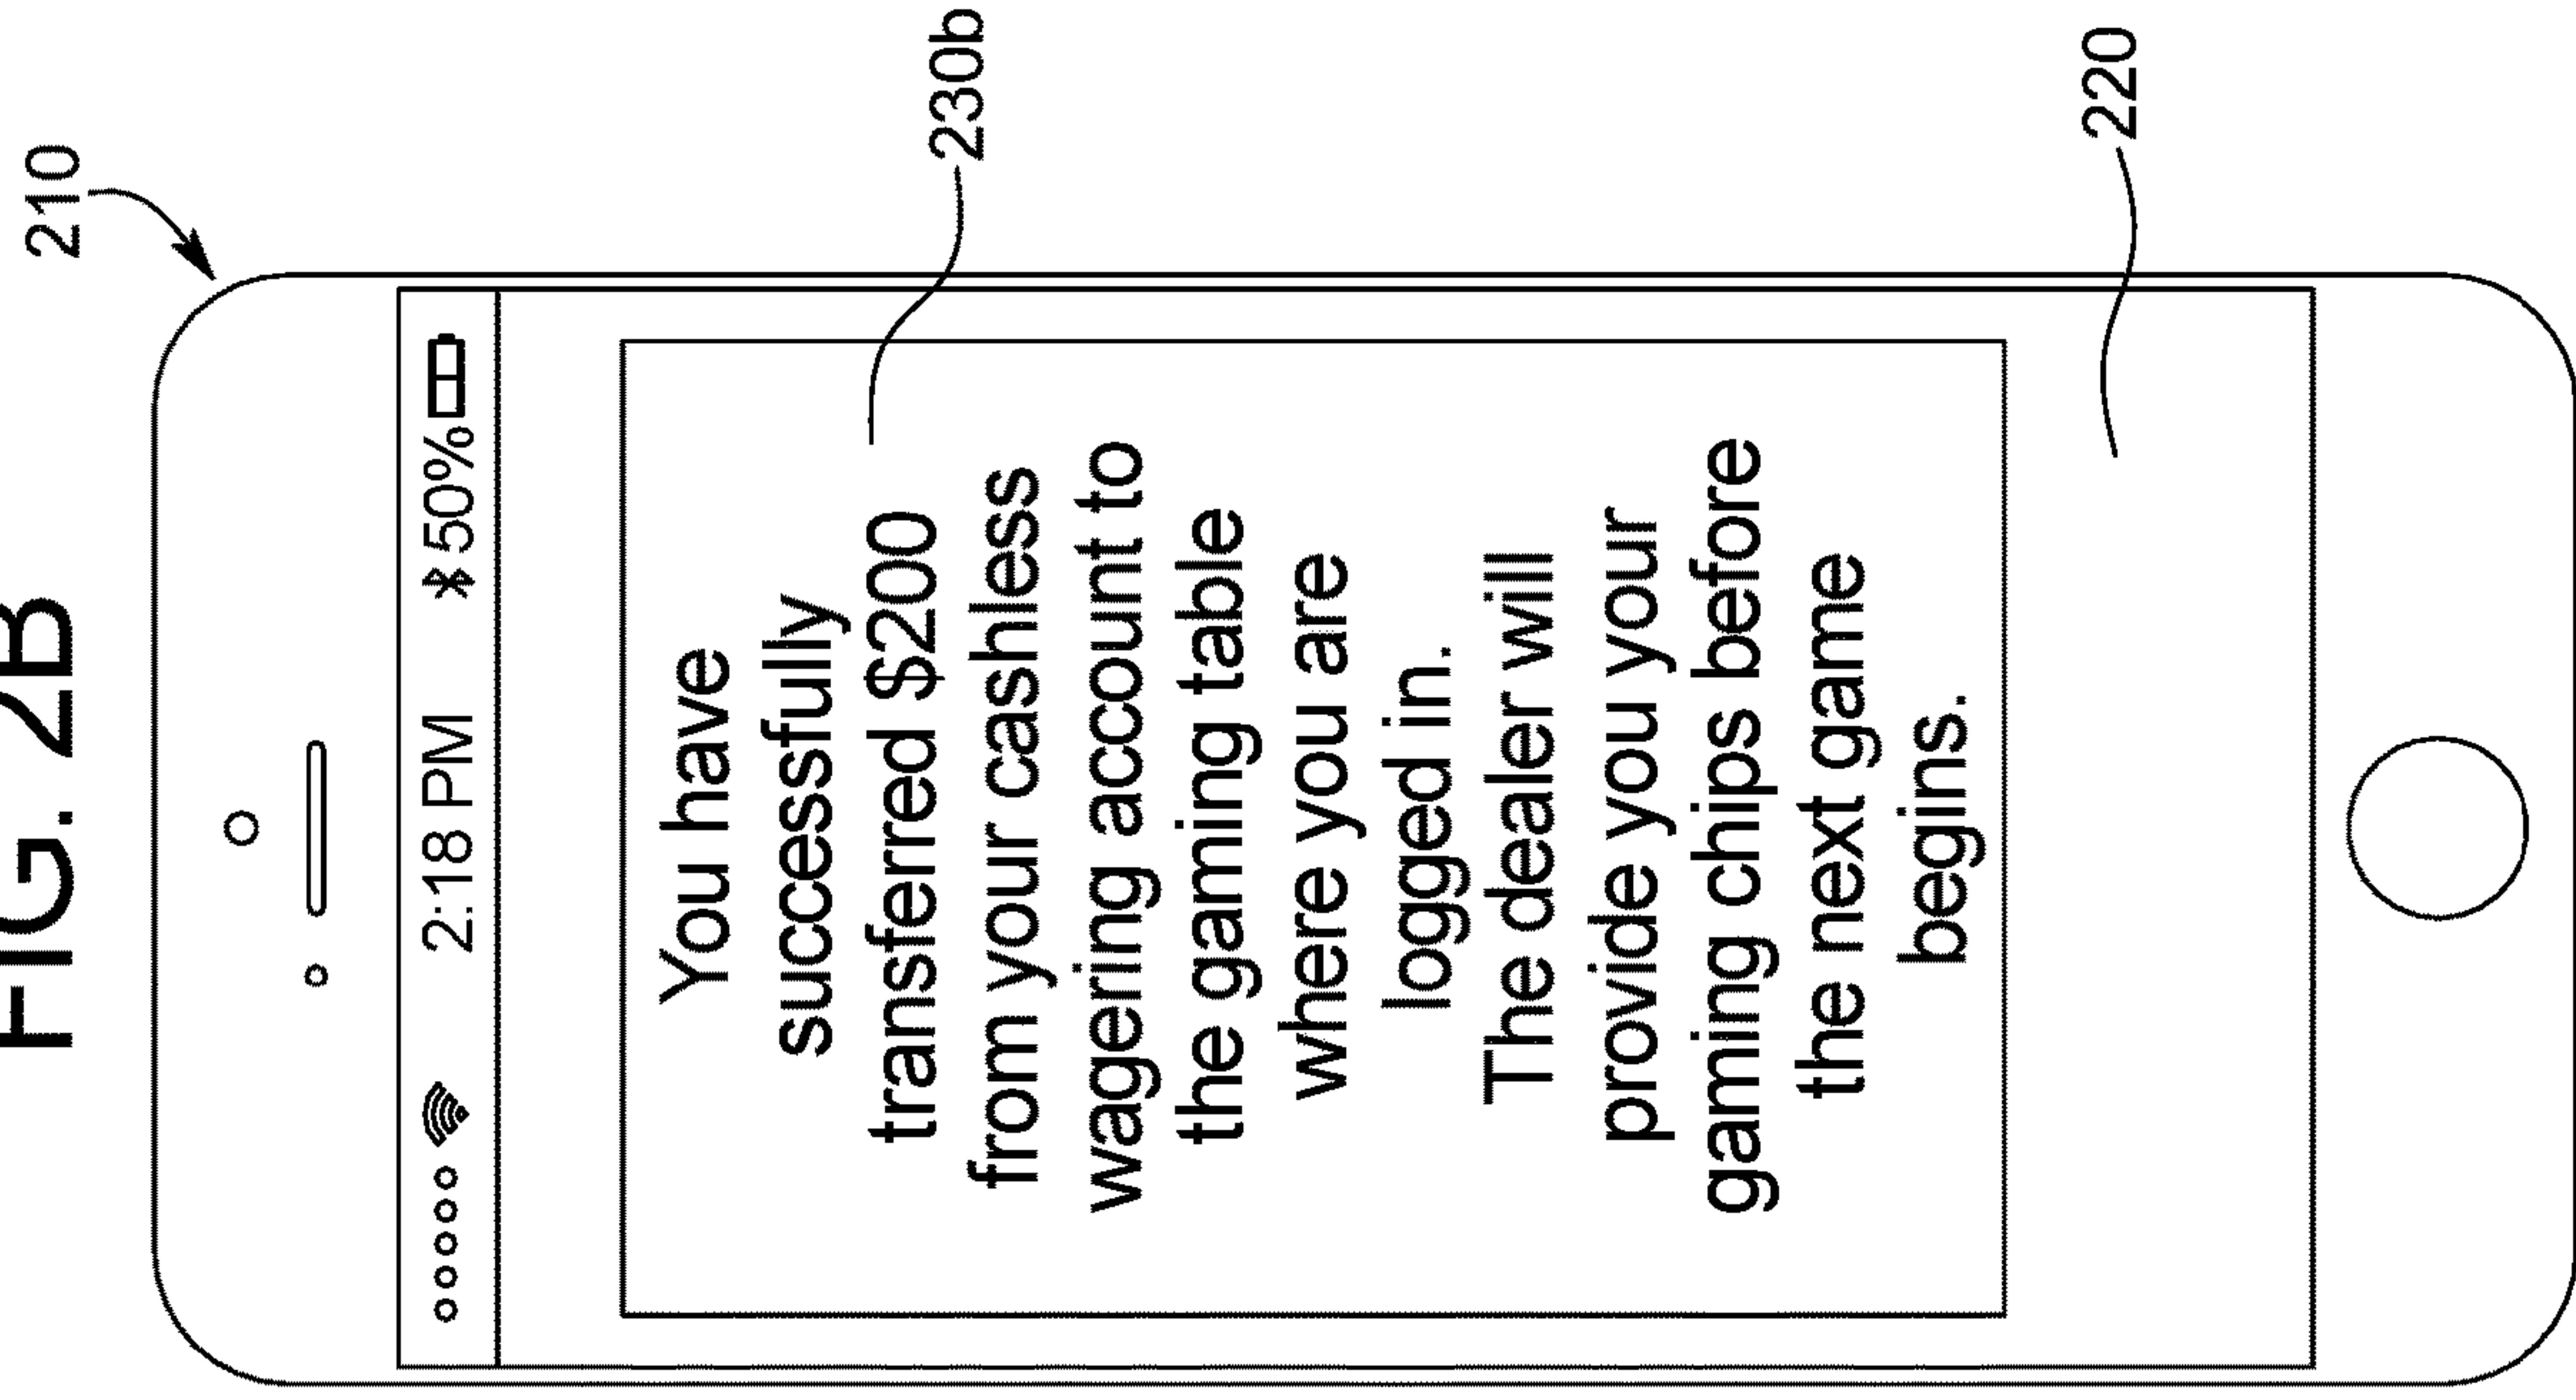 FIG. 2B
210
2:18 PM 50%
You have
successfully
transferred $200
from your cashless
wagering account to
the gaming table
where you are
logged in.
The dealer will
provide you your
gaming chips before
the next game
begins.
230b
220